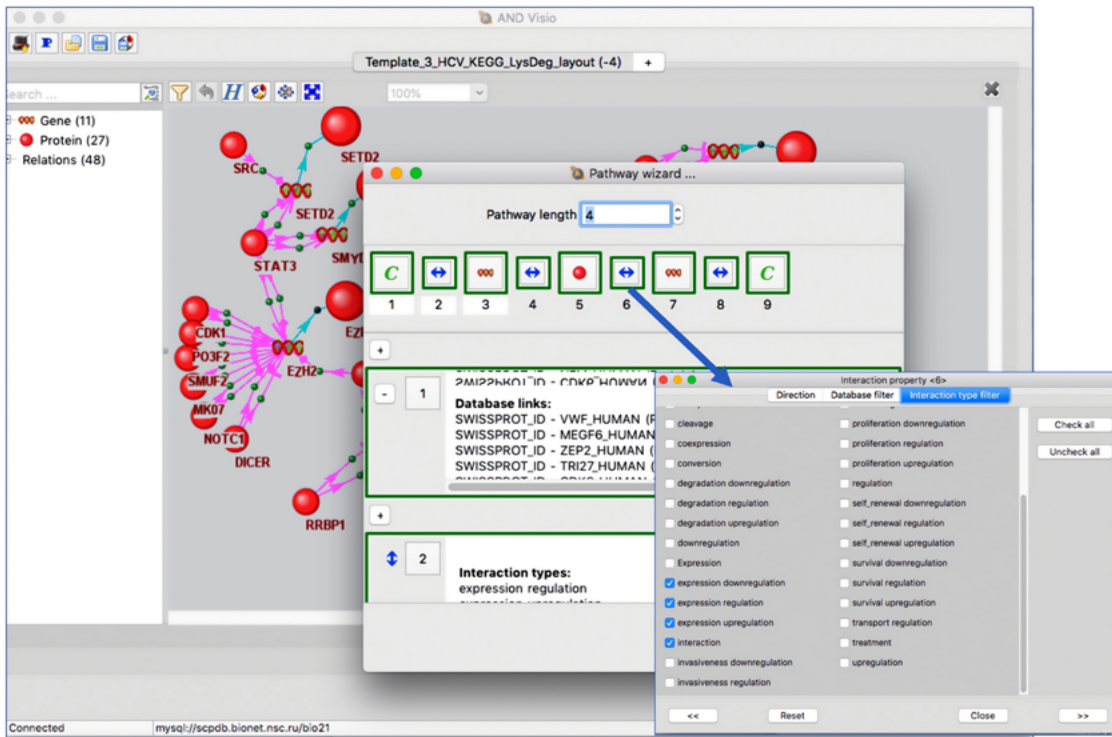 AND Visio
P
Template_3_HCV_KEGG_LysDeg_layout (-4) +
Search ...
H
100%
Gene (11)
Protein (27)
Relations (48)
SRC
SETD2
SETD2
STAT3
CDK1
PO3F2
SMUF2
MK07
NOTC1
DICER
EZH2
RRBP1
Pathway wizard ...
Pathway length 4
C
C
1 2 3 4 5 6 7 8 9
+
-
1
Database links:
SWISSPROT_ID - VWF_HUMAN
SWISSPROT_ID - MEGF6_HUMAN
SWISSPROT_ID - ZEP2_HUMAN (
SWISSPROT_ID - TRI27_HUMAN (
+
2
Interaction types:
expression regulation
Interaction property <6>
Direction Database filter Interaction type filter
cleavage
coexpression
conversion
degradation downregulation
degradation regulation
degradation upregulation
downregulation
Expression
expression downregulation
expression regulation
expression upregulation
interaction
invasiveness downregulation
invasiveness regulation
proliferation downregulation
proliferation regulation
proliferation upregulation
regulation
self_renewal downregulation
self_renewal regulation
self_renewal upregulation
survival downregulation
survival regulation
survival upregulation
transport regulation
treatment
upregulation
Check all
Uncheck all
<< Reset Close >>
Connected mysql://scpdb.bionet.nsc.ru/bio21